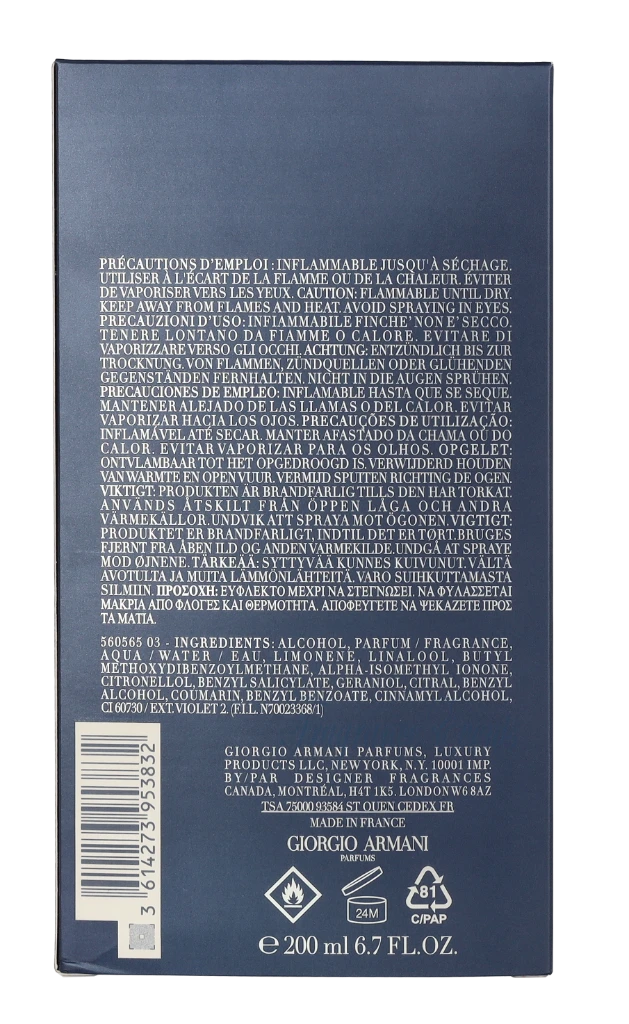 PRÉCAUTIONS D'EMPLOI : INFLAMMABLE JUSQU'À SÉCHAGE.
UTILISER À L'ÉCART DE LA FLAMME OU DE LA CHALEUR. ÉVITER
DE VAPORISER VERS LES YEUX. CAUTION: FLAMMABLE UNTIL DRY.
KEEP AWAY FROM FLAMES AND HEAT. AVOID SPRAYING IN EYES.
PRECAUZIONI D'USO: INFIAMMABILE FINCHE' NONE' SECCO.
TENERE LONTANO DA FIAMME O CALORE. EVITARE DI
VAPORIZZARE VERSO GLI OCCHI. ACHTUNG: ENTZÜNDLICH BIS ZUR
TROCKNUNG. VON FLAMMEN, ZÜNDQUELLEN ODER GLÜHENDEN
GEGENSTÄNDEN FERNHALTEN. NICHT IN DIE AUGEN SPRÜHEN.
PRECAUCIONES DE EMPLEO: INFLAMABLE HASTA QUE SE SEQUE.
MANTENER ALEJADO DE LAS LLAMAS O DEL CALOR. EVITAR
VAPORIZAR HACIA LOS OJOS. PRECAUÇÕES DE UTILIZAÇÃO:
INFLAMÁVEL ATÉ SECAR. MANTER AFASTADO DA CHAMA OU DO
CALOR. EVITAR VAPORIZAR PARA OS OLHOS. OPGELET:
ONTVLAMBAAR TOT HET OPGEDROOGD IS. VERWIJDERD HOUDEN
VAN WARMTE EN OPEN VUUR. VERMIJD SPUITEN RICHTING DE OGEN.
VIKTIGT: PRODUKTEN ÄR BRANDFARLIG TILLS DEN HAR TORKAT.
ANVÄNDS ÅTSKILT FRÅN ÖPPEN LÅGA OCH ANDRA
VÄRMEKÄLLOR. UNDVIK ATT SPRAYA MOT ÖGONEN. VIGTIGT:
PRODUKTET ER BRANDFARLIGT, INDTIL DET ER TØRT. BRUGES
FJERNT FRA ÅBEN ILD OG ANDEN VARMEKILDE. UNDGÅ AT SPRAYE
MOD ØJNENE. TÄRKEÄÄ: SYTTYVÄÄ KUNNES KUIVUNUT. VÄLTÄ
AVOTULTA JA MUITA LÄMMÖNLÄHTEITÄ. VARO SUIHKUTTAMASTA
SILMIIN. ΠΡΟΣΟΧΗ: ΕΥΦΛΕΚΤΟ ΜΕΧΡΙ ΝΑ ΣΤΕΓΝΩΣΕΙ. ΝΑ ΦΥΛΑΣΣΕΤΑΙ
ΜΑΚΡΙΑ ΑΠΟ ΦΛΟΓΕΣ ΚΑΙ ΘΕΡΜΟΤΗΤΑ. ΑΠΟΦΕΥΓΕΤΕ ΝΑ ΨΕΚΑΖΕΤΕ ΠΡΟΣ
ΤΑ ΜΑΤΙΑ.
560565 03 - INGREDIENTS: ALCOHOL, PARFUM / FRAGRANCE,
AQUA / WATER / EAU, LIMONENE, LINALOOL, BUTYL
METHOXYDIBENZOYLMETHANE, ALPHA-ISOMETHYL IONONE,
CITRONELLOL, BENZYL SALICYLATE, GERANIOL, CITRAL, BENZYL
ALCOHOL, COUMARIN, BENZYL BENZOATE, CINNAMYL ALCOHOL,
CI 60730 / EXT. VIOLET 2. (F.I.L. N70023368/1)
3 614273 953832
GIORGIO ARMANI PARFUMS, LUXURY
PRODUCTS LLC, NEW YORK, N.Y. 10001 IMP.
BY/PAR DESIGNER FRAGRANCES
CANADA, MONTRÉAL, H4T 1K5. LONDON W6 8AZ
TSA 75000 93584 ST OUEN CEDEX FR
MADE IN FRANCE
GIORGIO ARMANI
PARFUMS
24M
81
C/PAP
℮ 200 ml 6.7 FL.OZ.